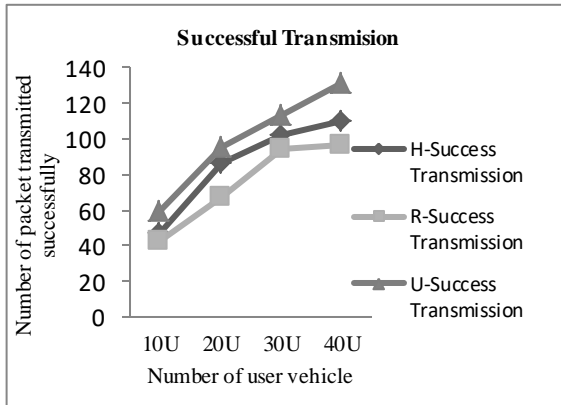 Successful Transmision
Number of packet transmitted
successfully
140
120
100
80
60
40
20
0
10U 20U 30U 40U
Number of user vehicle
H-Success
Transmission
R-Success
Transmission
U-Success
Transmission